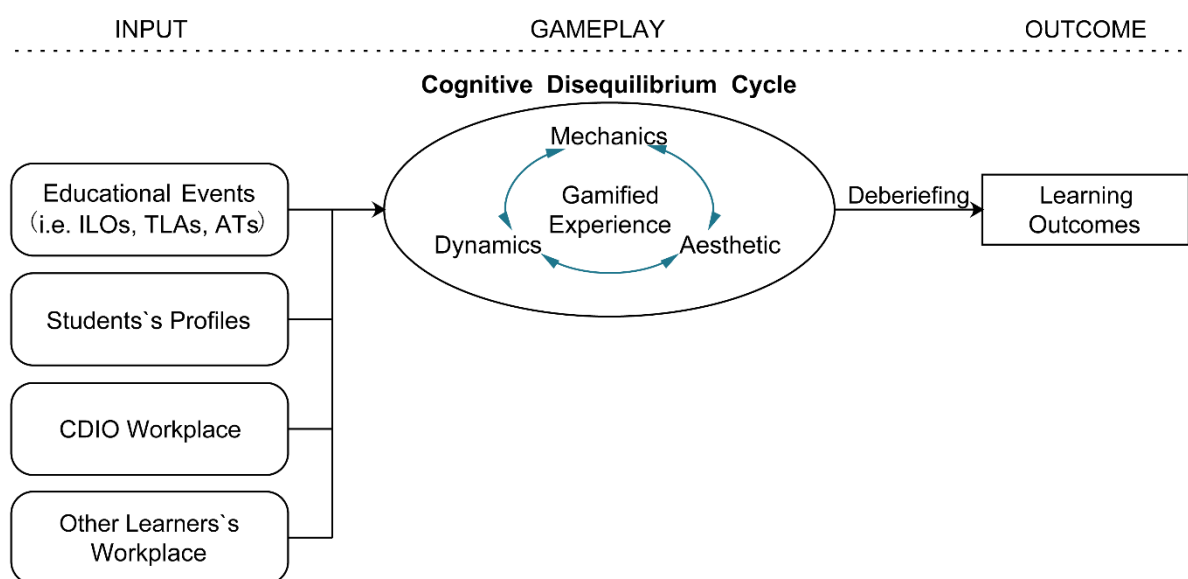 INPUT
GAMEPLAY
OUTCOME
Cognitive Disequilibrium Cycle
Educational Events
(i.e. ILOs, TLAs, ATs)
Students`s Profiles
CDIO Workplace
Other Learners`s
Workplace
Mechanics
Gamified
Experience
Dynamics
Aesthetic
Deberiefing
Learning
Outcomes